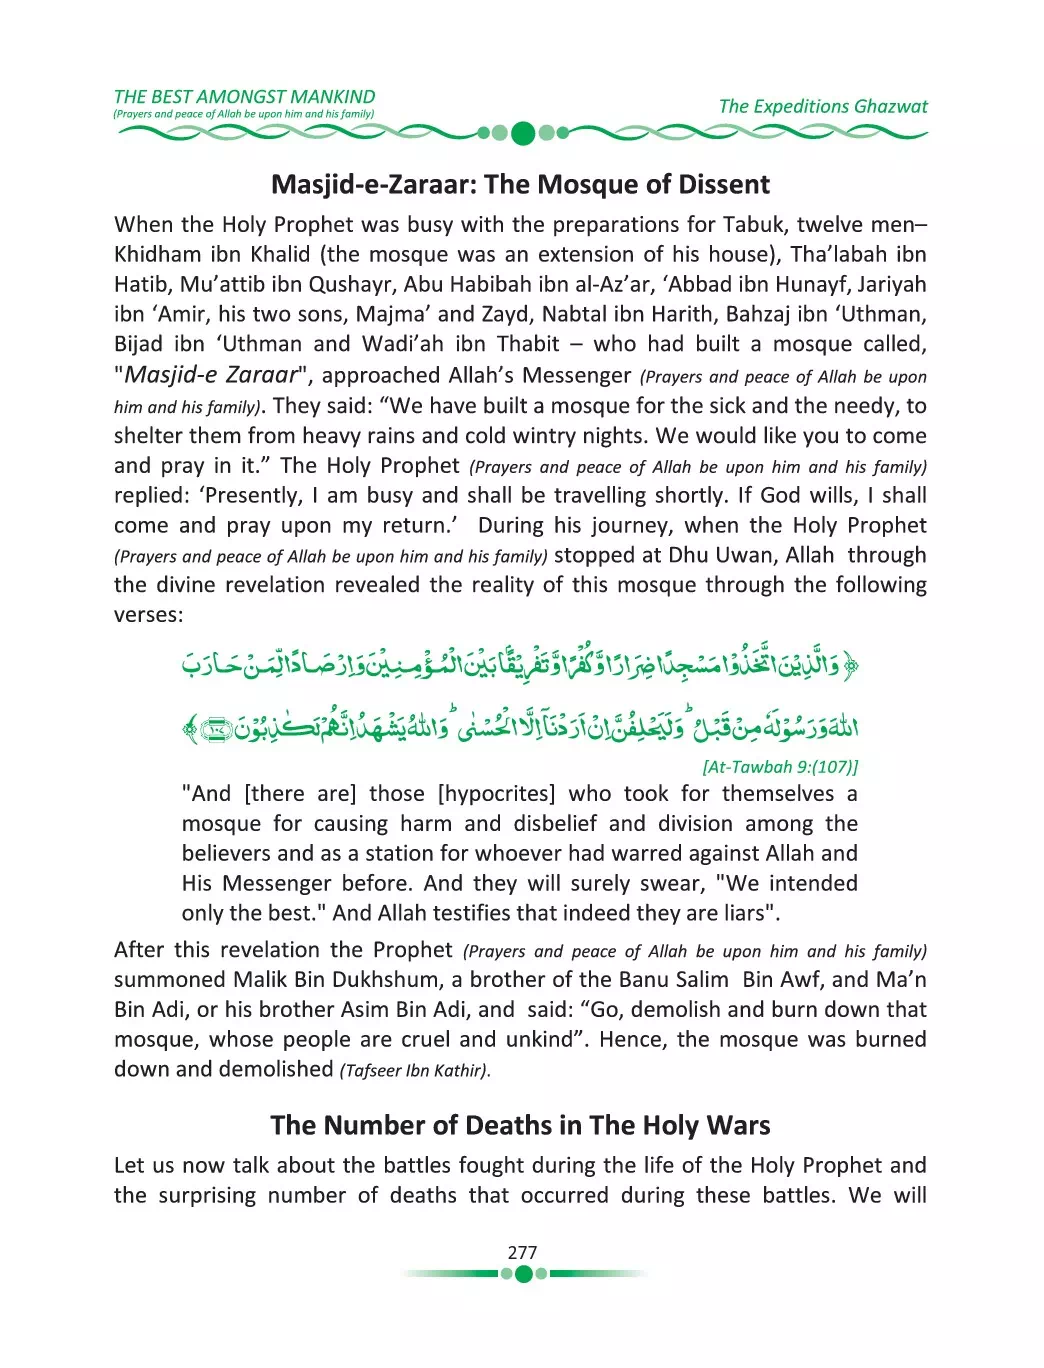 THE BEST AMONGST MANKIND
(Prayers and peace of Allah be upon him and his family)
The Expeditions Ghazwat
Masjid-e-Zaraar: The Mosque of Dissent
When the Holy Prophet was busy with the preparations for Tabuk, twelve men–
Khidham ibn Khalid (the mosque was an extension of his house), Tha’labah ibn
Hatib, Mu’attib ibn Qushayr, Abu Habibah ibn al-Az’ar, ‘Abbad ibn Hunayf, Jariyah
ibn ‘Amir, his two sons, Majma’ and Zayd, Nabtal ibn Harith, Bahzaj ibn ‘Uthman,
Bijad ibn ‘Uthman and Wadi’ah ibn Thabit – who had built a mosque called,
"Masjid-e Zaraar", approached Allah’s Messenger (Prayers and peace of Allah be upon
him and his family). They said: “We have built a mosque for the sick and the needy, to
shelter them from heavy rains and cold wintry nights. We would like you to come
and pray in it.” The Holy Prophet (Prayers and peace of Allah be upon him and his family)
replied: ‘Presently, I am busy and shall be travelling shortly. If God wills, I shall
come and pray upon my return.’ During his journey, when the Holy Prophet
(Prayers and peace of Allah be upon him and his family) stopped at Dhu Uwan, Allah through
the divine revelation revealed the reality of this mosque through the following
verses:
﴿ وَالَّذِيْنَ اتَّخَذُوْا مَسْجِدًا ضِرَارًا وَّكُفْرًا وَّتَفْرِيْقًۢا بَيْنَ الْمُؤْمِنِيْنَ وَاِرْصَادًا لِّمَنْ حَارَبَ
اللّٰهَ وَرَسُوْلَهٗ مِنْ قَبْلُ ؕ وَلَيَحْلِفُنَّ اِنْ اَرَدْنَاۤ اِلَّا الْحُسْنٰى ؕ وَاللّٰهُ يَشْهَدُ اِنَّهُمْ لَكٰذِبُوْنَ ۱۰۷ ﴾
[At-Tawbah 9:(107)]
"And [there are] those [hypocrites] who took for themselves a
mosque for causing harm and disbelief and division among the
believers and as a station for whoever had warred against Allah and
His Messenger before. And they will surely swear, "We intended
only the best." And Allah testifies that indeed they are liars".
After this revelation the Prophet (Prayers and peace of Allah be upon him and his family)
summoned Malik Bin Dukhshum, a brother of the Banu Salim Bin Awf, and Ma’n
Bin Adi, or his brother Asim Bin Adi, and said: “Go, demolish and burn down that
mosque, whose people are cruel and unkind”. Hence, the mosque was burned
down and demolished (Tafseer Ibn Kathir).
The Number of Deaths in The Holy Wars
Let us now talk about the battles fought during the life of the Holy Prophet and
the surprising number of deaths that occurred during these battles. We will
277